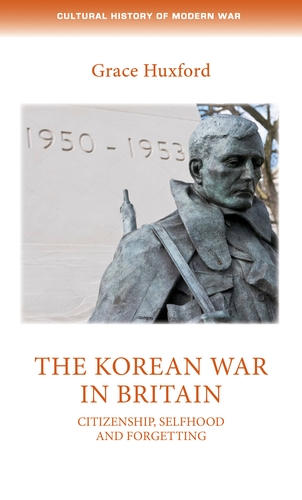 CULTURAL HISTORY OF MODERN WAR
Grace Huxford
1950 - 1953
THE KOREAN WAR
IN BRITAIN
CITIZENSHIP, SELFHOOD
AND FORGETTING